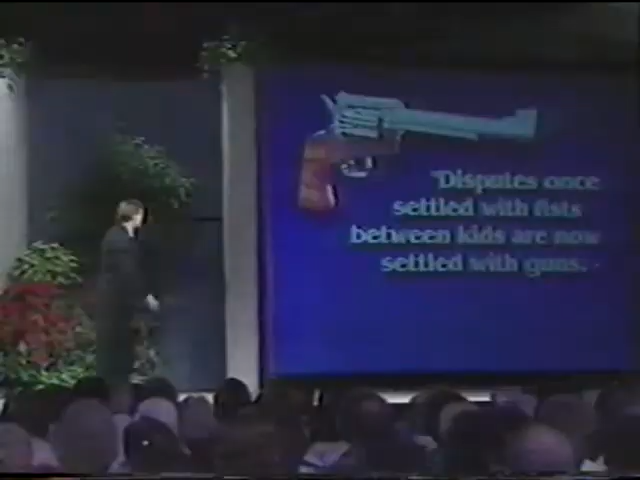 "Disputes once
settled with fists
between kids are now
settled with guns.